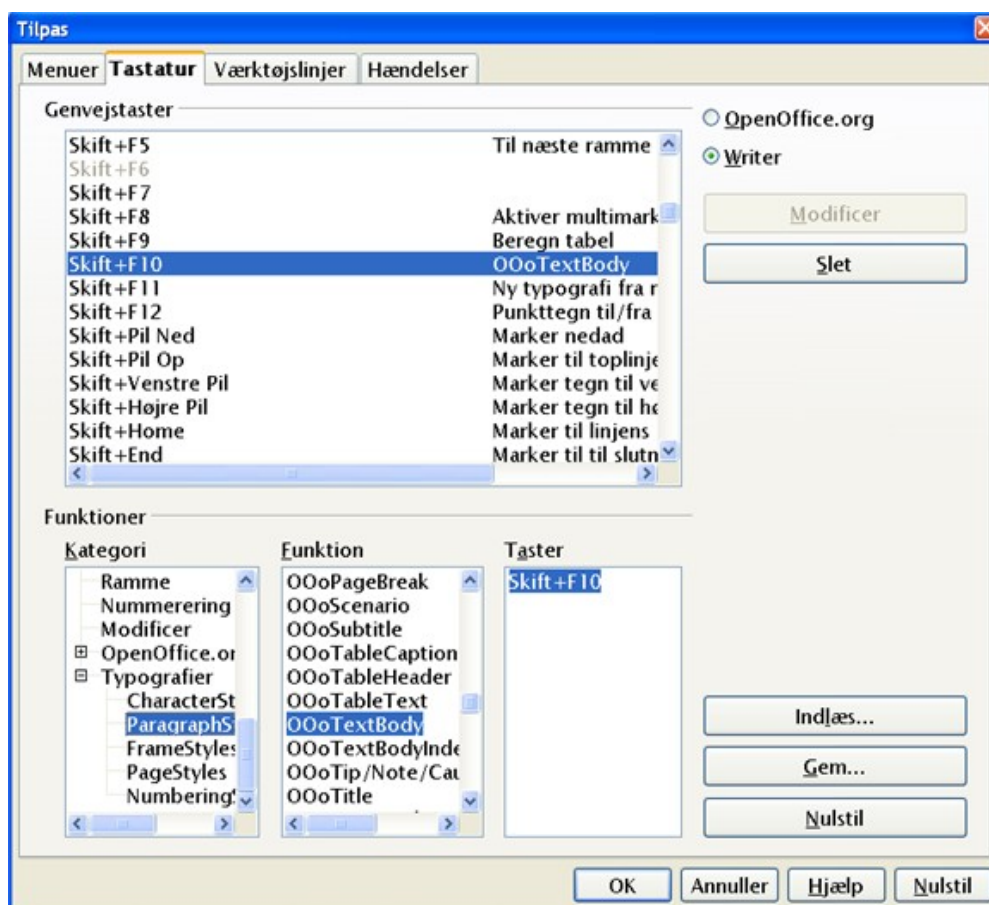 Tilpas
Menuer Tastatur Værktøjslinjer Hændelser
Genvejstaster
Skift+F5 Til næste ramme
Skift+F6
Skift+F7
Skift+F8 Aktiver multimark
Skift+F9 Beregn tabel
Skift+F10 OOoTextBody
Skift+F11 Ny typografi fra
Skift+F12 Punkttegn til/fra
Skift+Pil Ned Marker nedad
Skift+Pil Op Marker til toplinje
Skift+Venstre Pil Marker tegn til ve
Skift+Højre Pil Marker tegn til hø
Skift+Home Marker til linjens
Skift+End Marker til til slutn
OpenOffice.org
Writer
Modificer
Slet
Funktioner
Kategori
Ramme
Nummerering
Modificer
OpenOffice.or
Typografier
CharacterSt
ParagraphS
FrameStyles
PageStyles
NumberingS
Funktion
OOoPageBreak
OOoScenario
OOoSubtitle
OOoTableCaption
OOoTableHeader
OOoTableText
OOoTextBody
OOoTextBodyInde
OOoTip/Note/Cau
OOoTitle
Taster
Skift+F10
Indlæs...
Gem...
Nulstil
OK Annuller Hjælp Nulstil